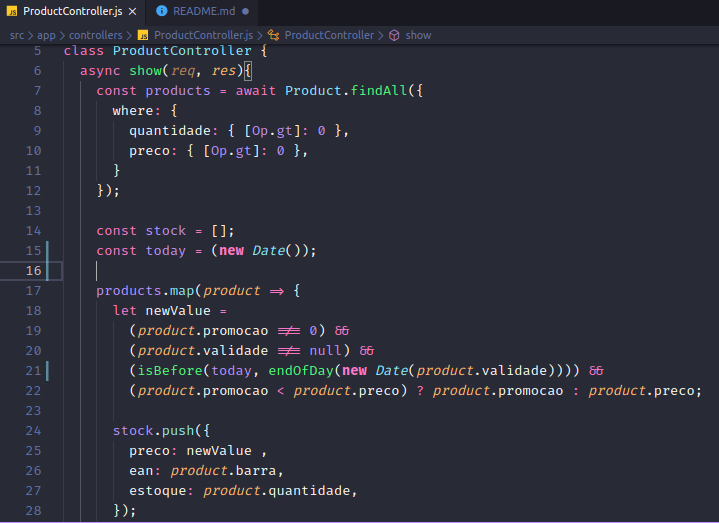 ProductController.js × README.md ●
src > app > controllers > ProductController.js > ProductController > show
5 class ProductController {
6 async show(req, res){
7 const products = await Product.findAll({
8 where: {
9 quantidade: { [Op.gt]: 0 },
10 preco: { [Op.gt]: 0 },
11 }
12 });
13
14 const stock = [];
15 const today = (new Date());
16
17 products.map(product => {
18 let newValue =
19 (product.promocao !== 0) &&
20 (product.validade !== null) &&
21 (isBefore(today, endOfDay(new Date(product.validade)))) &&
22 (product.promocao < product.preco) ? product.promocao : product.preco;
23
24 stock.push({
25 preco: newValue ,
26 ean: product.barra,
27 estoque: product.quantidade,
28 });